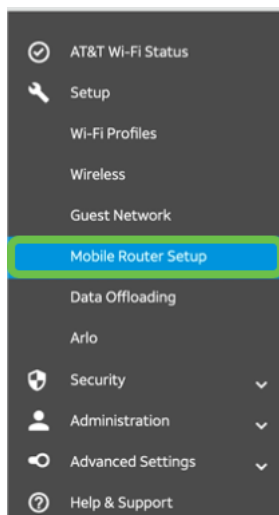 AT&T Wi-Fi Status
Setup
Wi-Fi Profiles
Wireless
Guest Network
Mobile Router Setup
Data Offloading
Arlo
Security
Administration
Advanced Settings
Help & Support